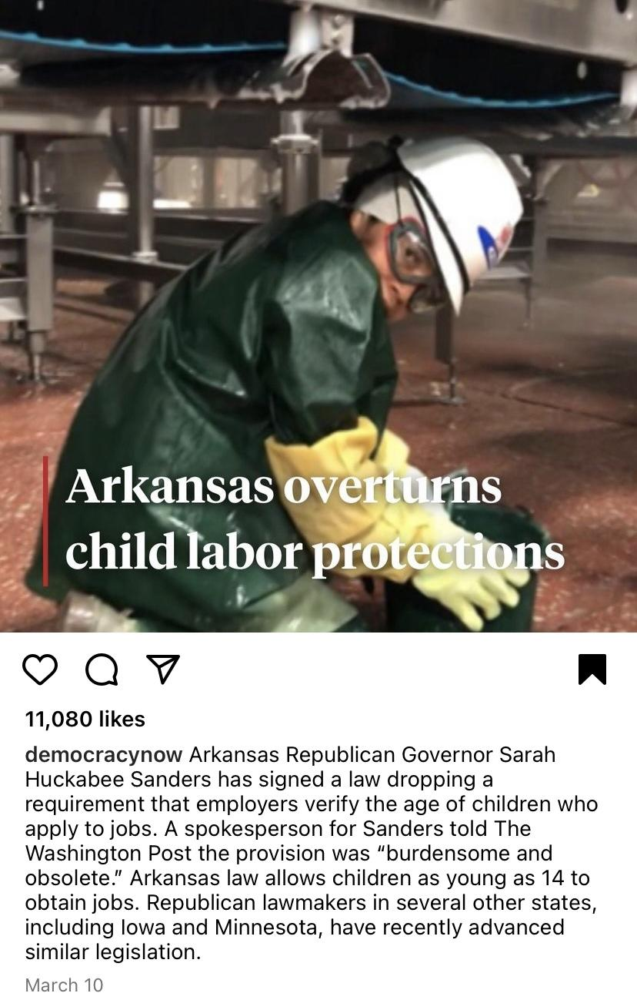 Arkansas overturns
child labor protections
11,080 likes
democracynow Arkansas Republican Governor Sarah
Huckabee Sanders has signed a law dropping a
requirement that employers verify the age of children who
apply to jobs. A spokesperson for Sanders told The
Washington Post the provision was “burdensome and
obsolete.” Arkansas law allows children as young as 14 to
obtain jobs. Republican lawmakers in several other states,
including Iowa and Minnesota, have recently advanced
similar legislation.
March 10